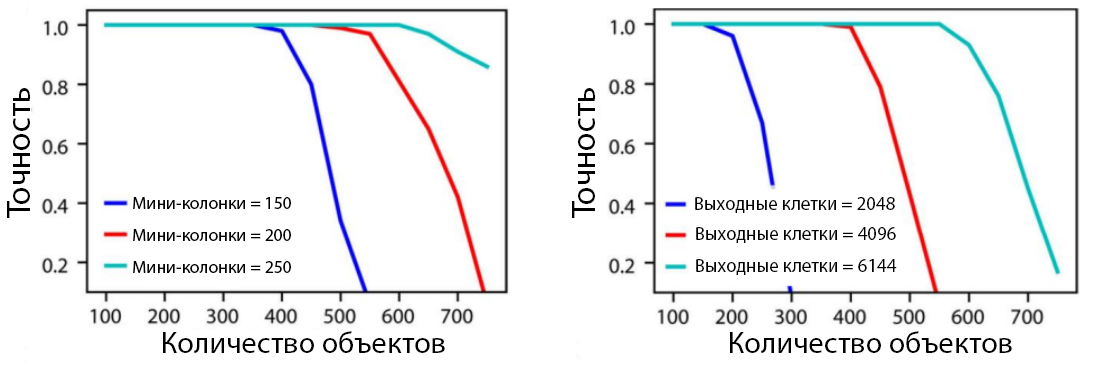 Точность
1.0
0.8
0.6
0.4
0.2
Мини-колонки = 150
Мини-колонки = 200
Мини-колонки = 250
100 200 300 400 500 600 700
Количество объектов
Точность
1.0
0.8
0.6
0.4
0.2
Выходные клетки = 2048
Выходные клетки = 4096
Выходные клетки = 6144
100 200 300 400 500 600 700
Количество объектов